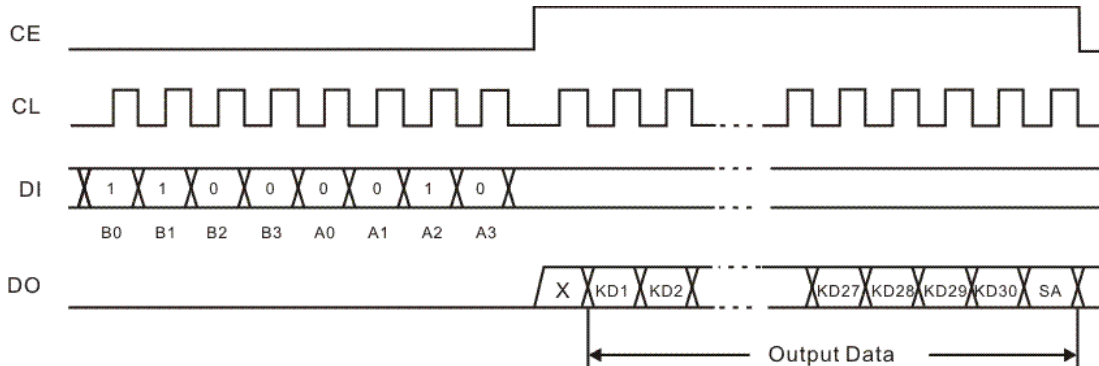 CE
CL
DI 1 1 0 0 0 0 1 0
B0 B1 B2 B3 A0 A1 A2 A3
DO X KD1 KD2 KD27 KD28 KD29 KD30 SA
Output Data